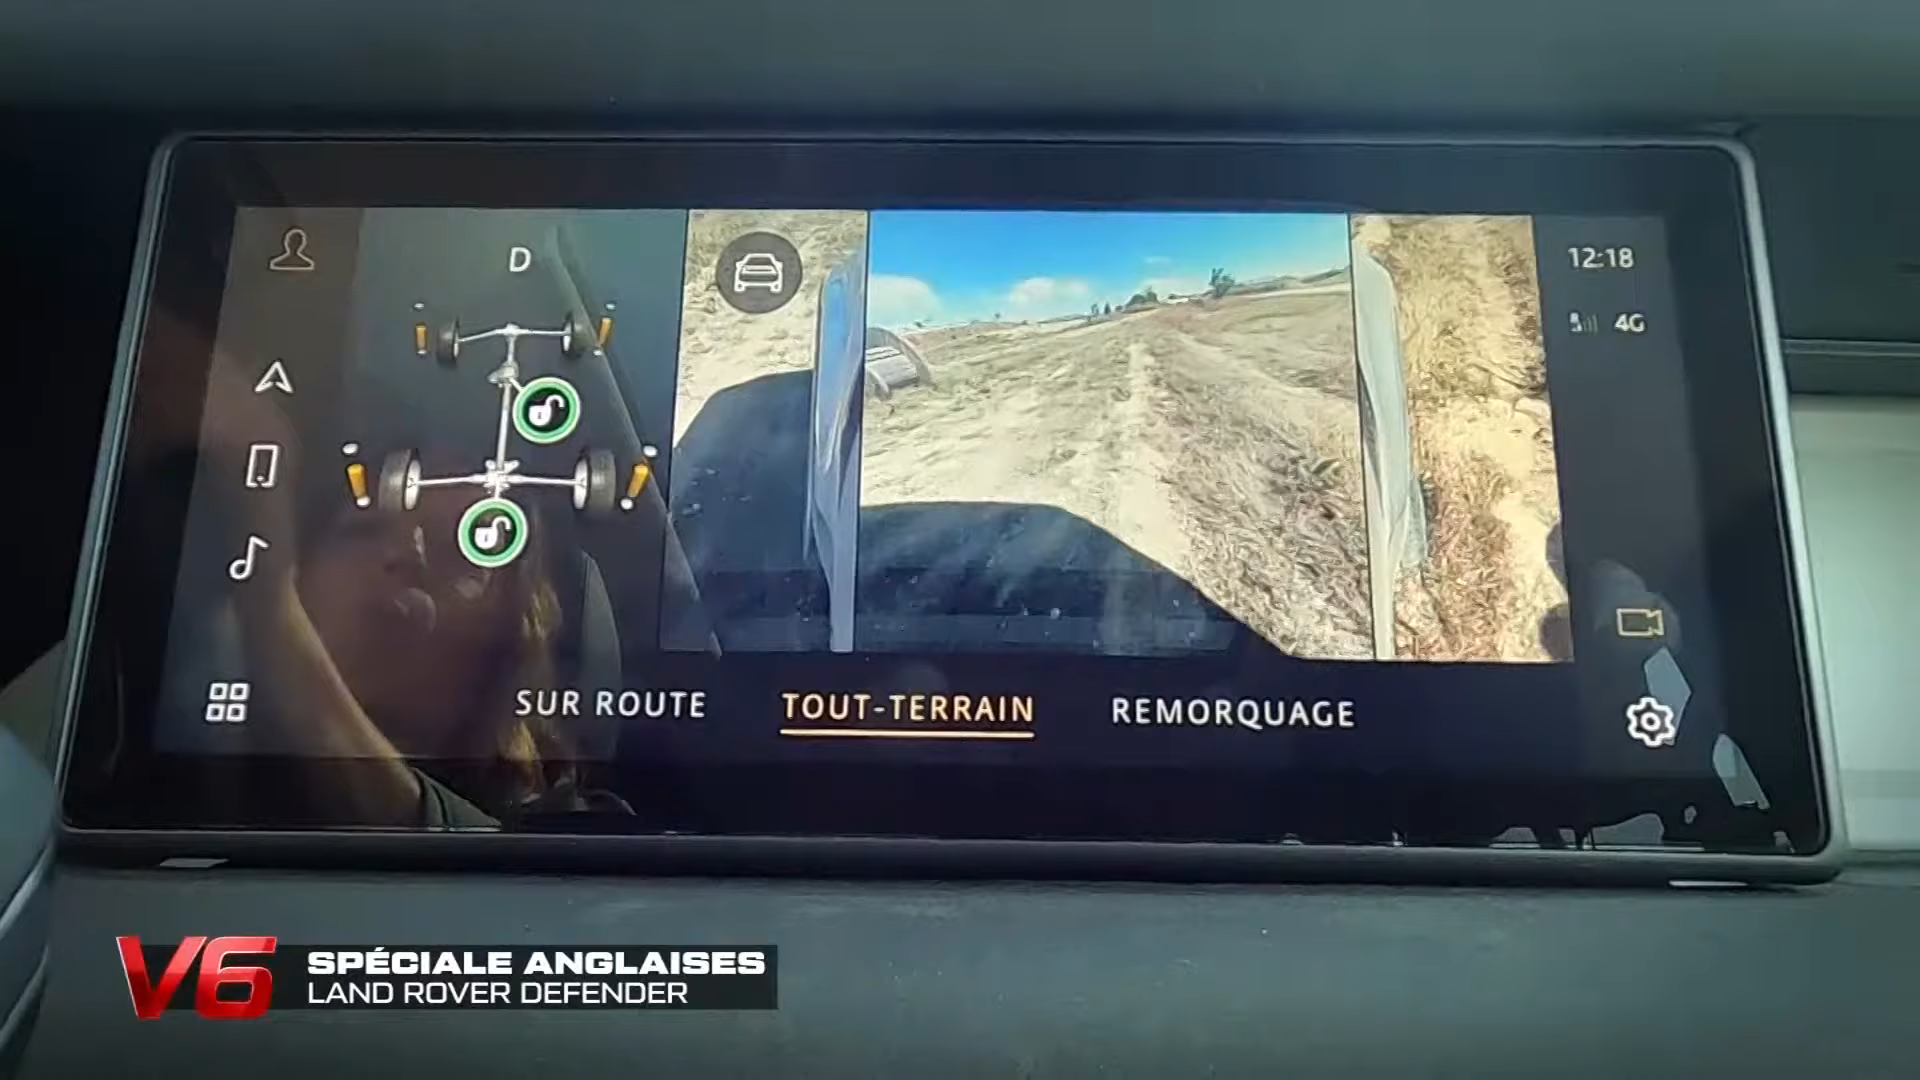 D
12:18
4G
SUR ROUTE
TOUT-TERRAIN
REMORQUAGE
V6
SPÉCIALE ANGLAISES
LAND ROVER DEFENDER